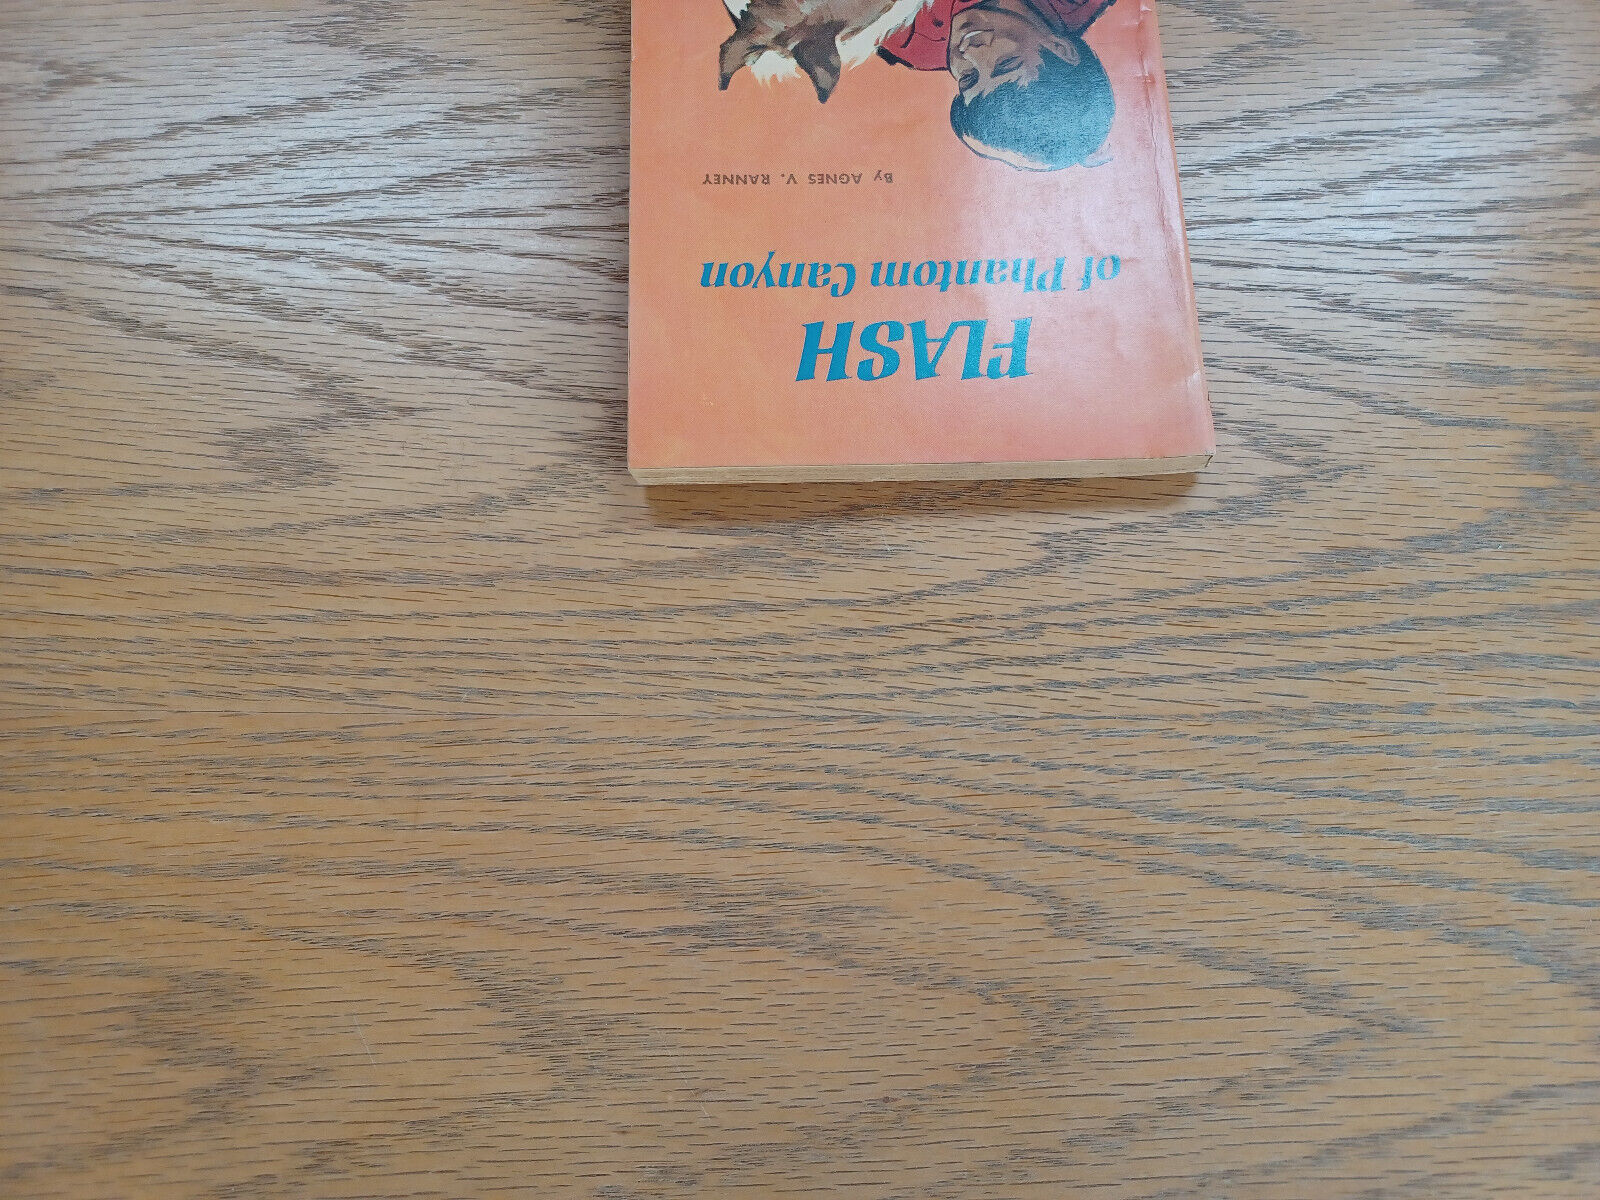 FLASH
of Phantom Canyon
By AGNES V. RANNEY